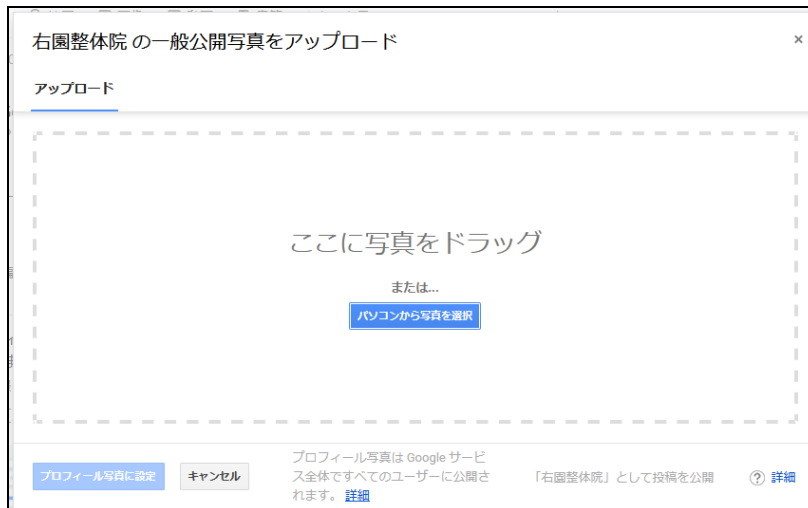 右園整体院 の一般公開写真をアップロード
×
アップロード
ここに写真をドラッグ
または...
パソコンから写真を選択
プロフィール写真に設定
キャンセル
プロフィール写真は Google サービ
ス全体ですべてのユーザーに公開さ
れます。 詳細
「右園整体院」として投稿を公開
? 詳細